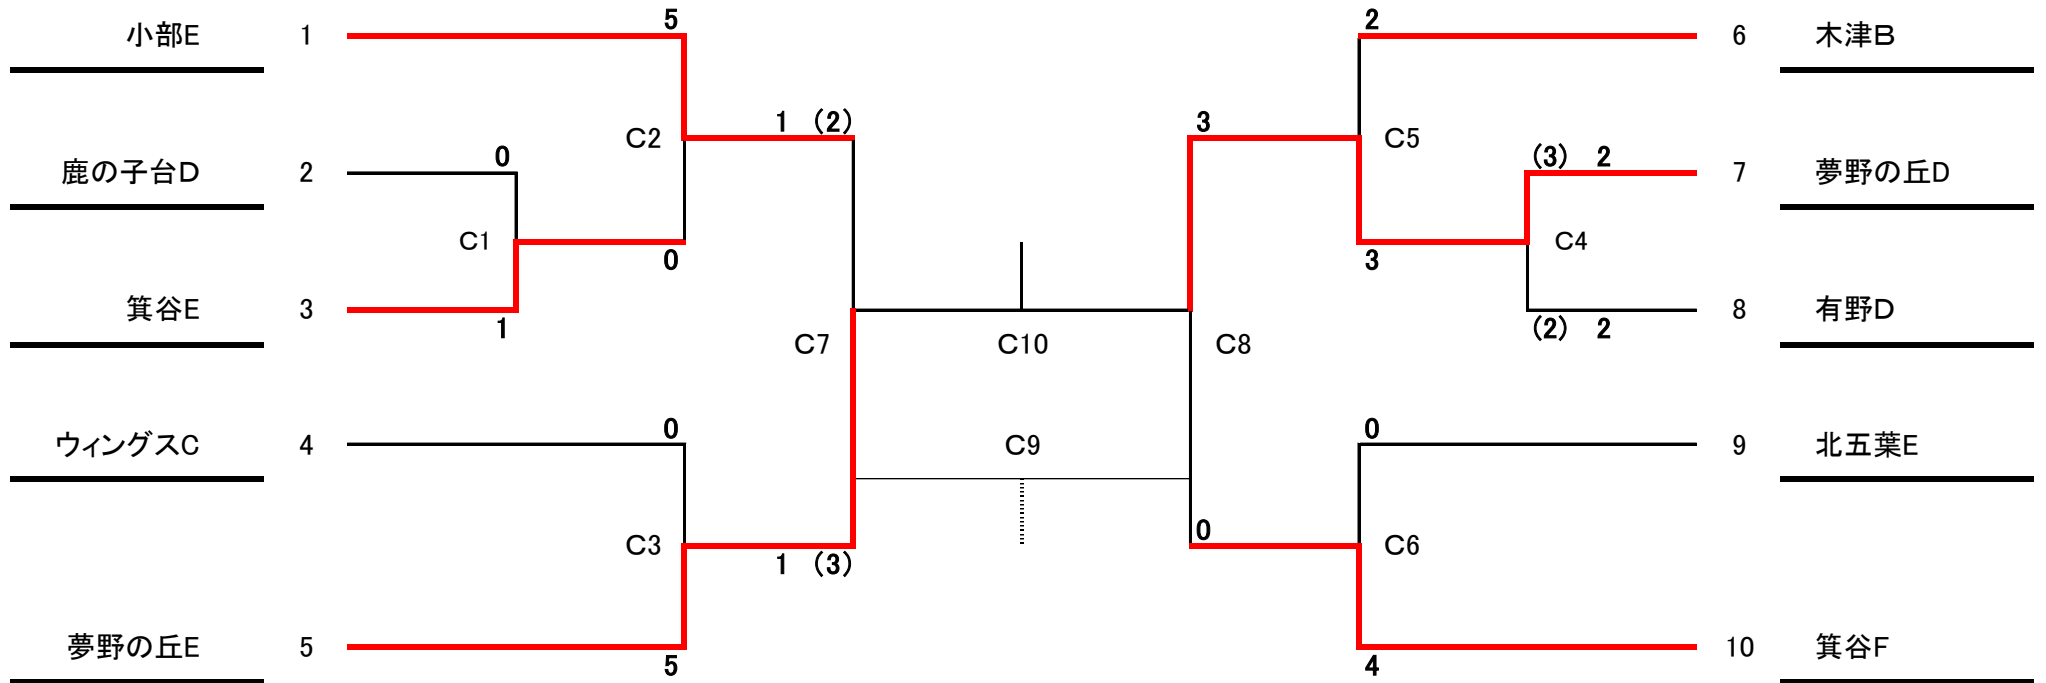 小部E 1 5 2 6 木津B
C2 1 (2) 3 C5
鹿の子台D 2 0 (3) 2 7 夢野の丘D
C1 0 3 C4
箕谷E 3 1 (2) 2 8 有野D
C7 C10 C8
ウィングスC 4 0 C9 0 9 北五葉E
C3 1 (3) 0 C6
夢野の丘E 5 5 4 10 箕谷F